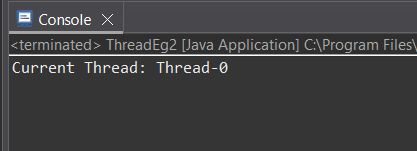 Console
<terminated> ThreadEg2 [Java Application] C:\Program Files\
Current Thread: Thread-0